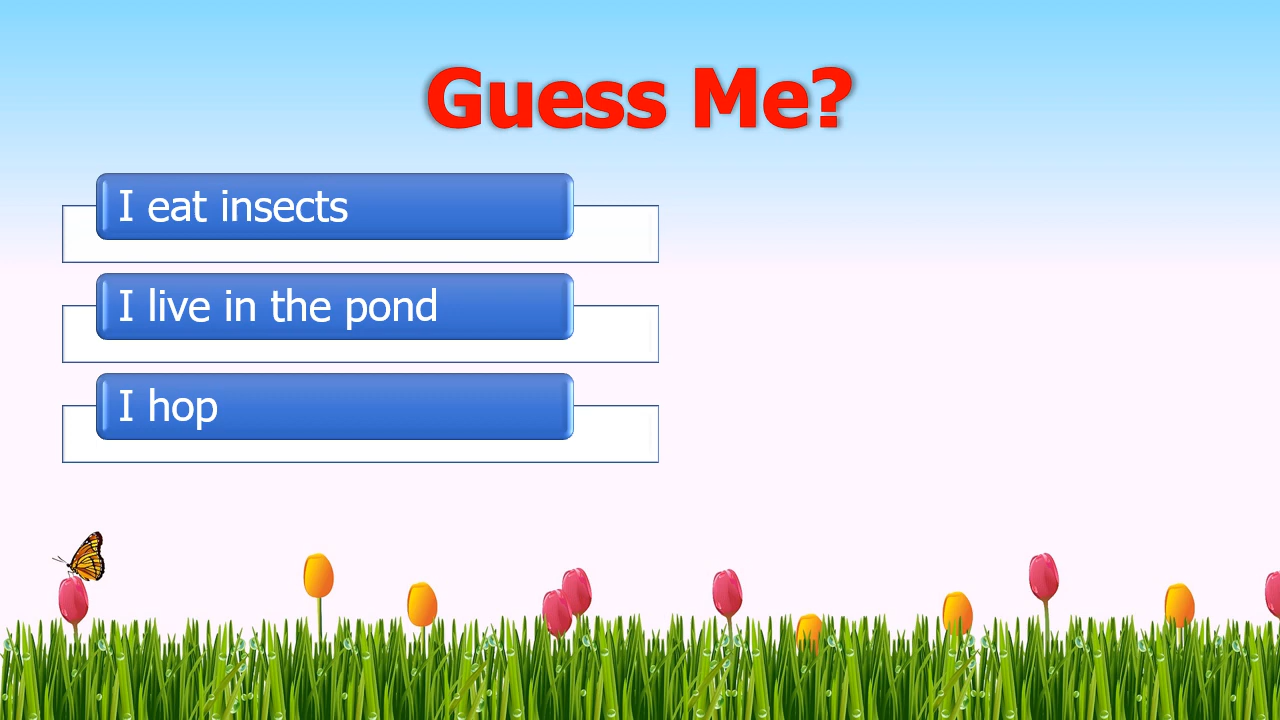 Guess Me?
I eat insects
I live in the pond
I hop